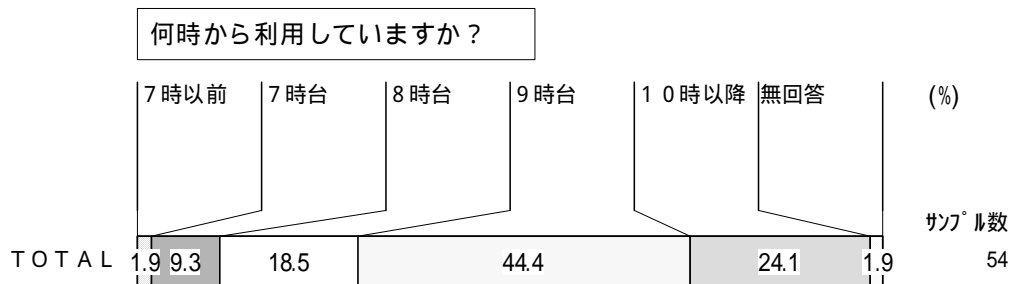 何時から利用していますか？
7時以前 7時台 8時台 9時台 10時以降 無回答 (%)
ｻﾝﾌﾟﾙ数
TOTAL 1.9 9.3 18.5 44.4 24.1 1.9 54